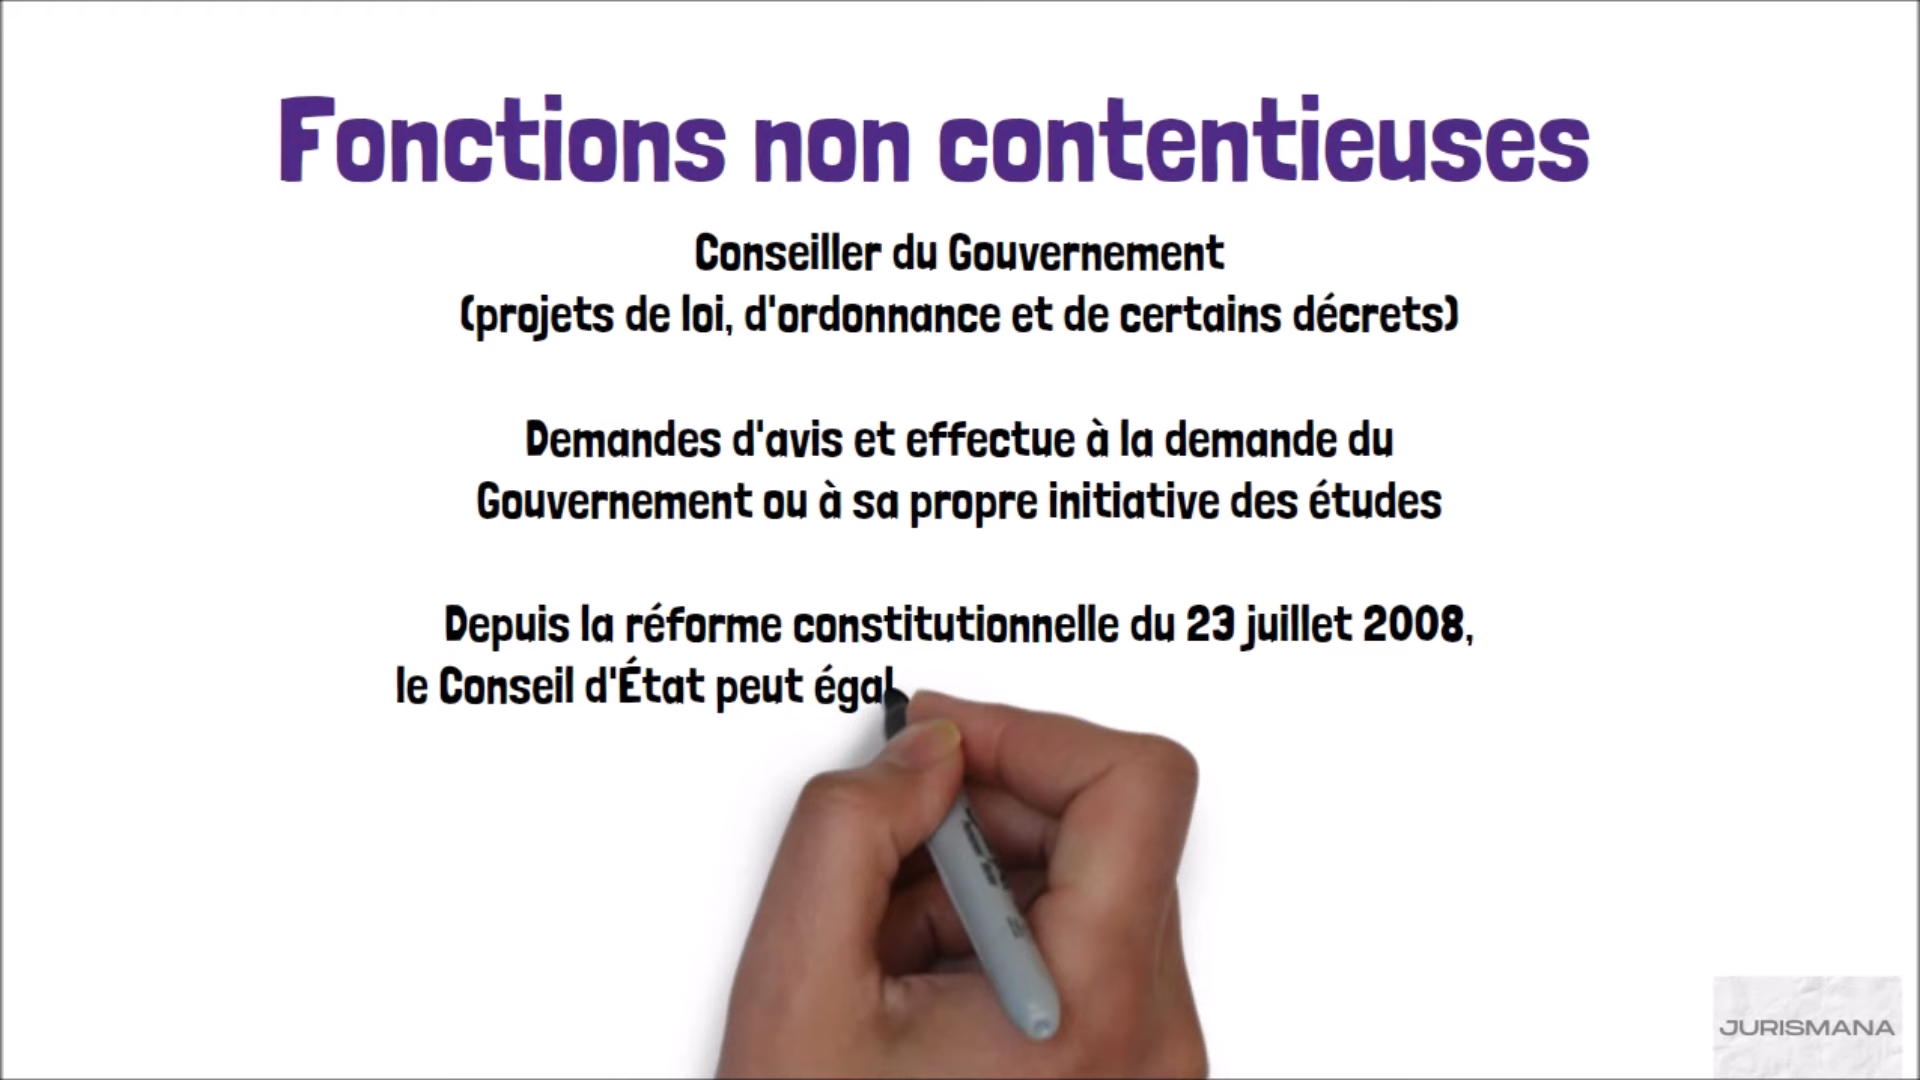 Fonctions non contentieuses
Conseiller du Gouvernement
(projets de loi, d'ordonnance et de certains décrets)
Demandes d'avis et effectue à la demande du
Gouvernement ou à sa propre initiative des études
Depuis la réforme constitutionnelle du 23 juillet 2008,
le Conseil d'État peut égal
JURISMANA